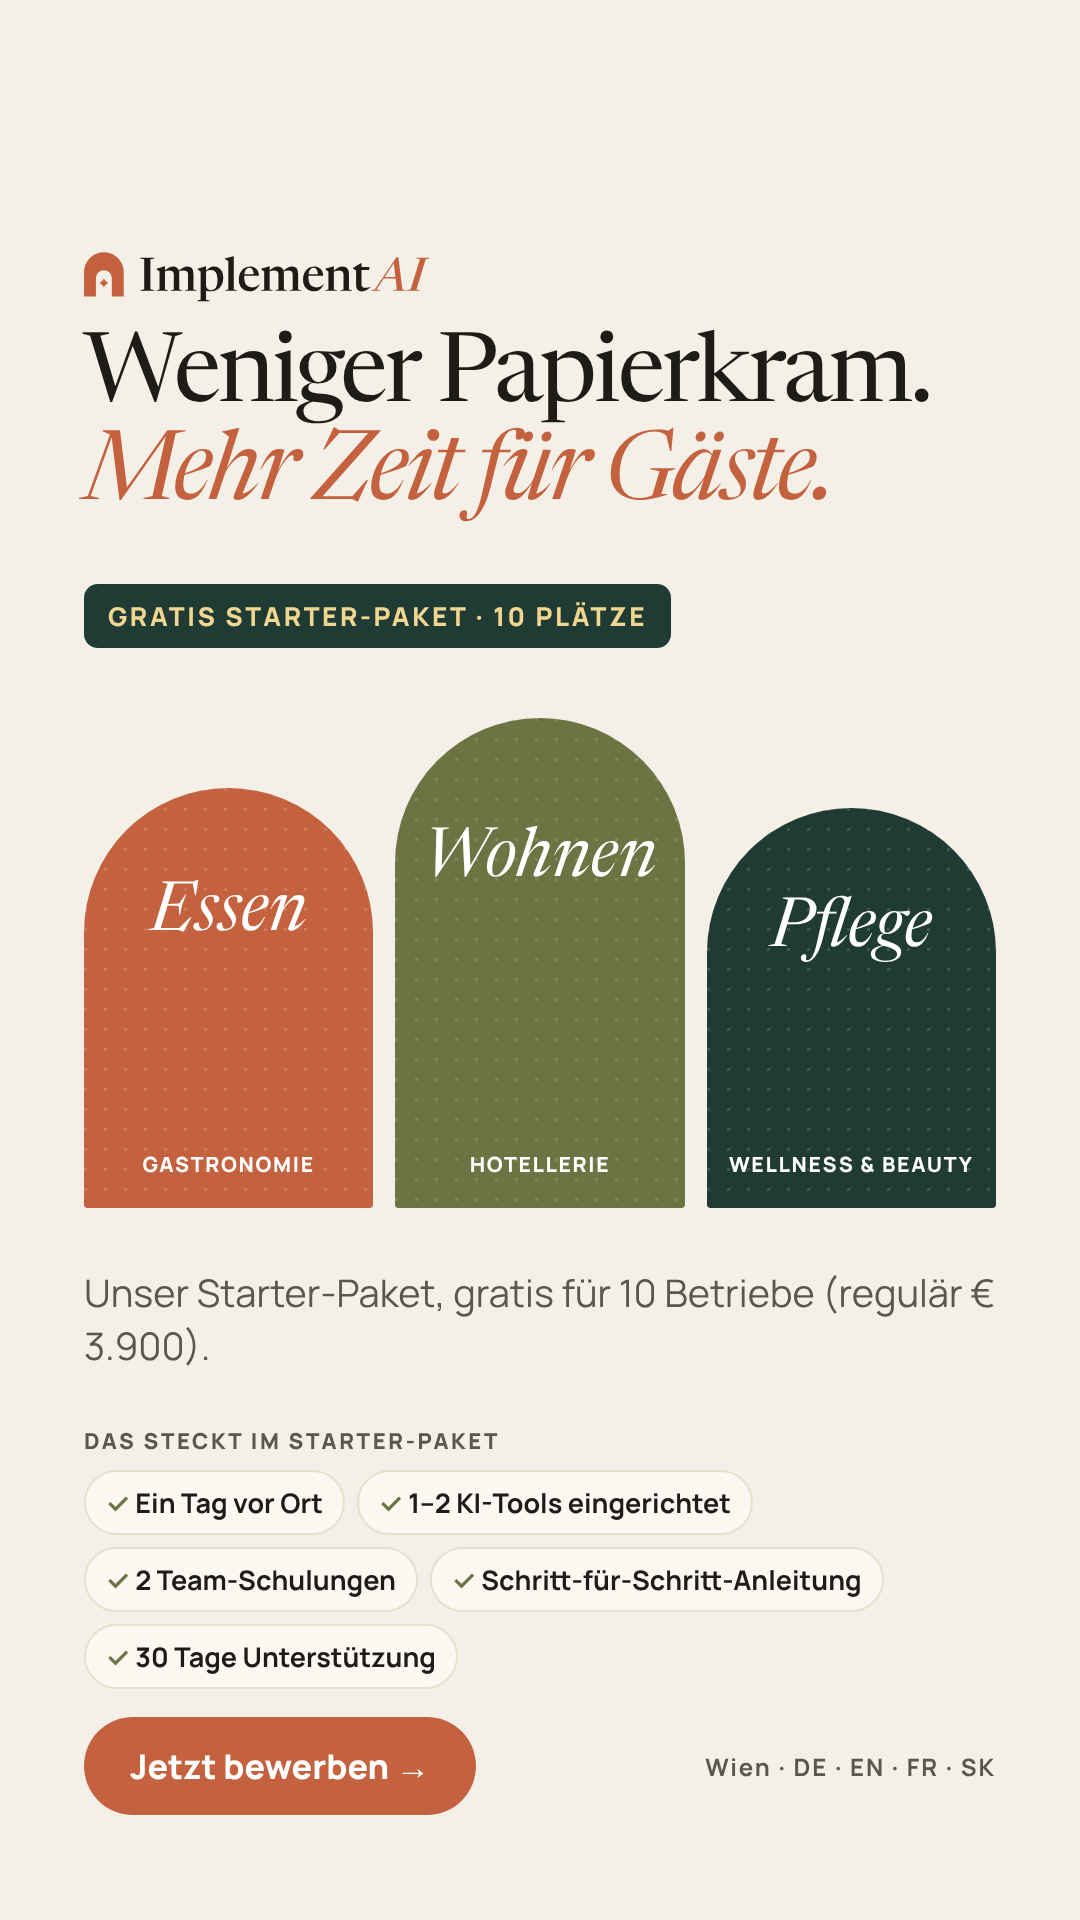 ImplementAI
Weniger Papierkram.
Mehr Zeit für Gäste.
GRATIS STARTER-PAKET · 10 PLÄTZE
Essen
Wohnen
Pflege
GASTRONOMIE
HOTELLERIE
WELLNESS & BEAUTY
Unser Starter-Paket, gratis für 10 Betriebe (regulär €
3.900).
DAS STECKT IM STARTER-PAKET
✓ Ein Tag vor Ort
✓ 1–2 KI-Tools eingerichtet
✓ 2 Team-Schulungen
✓ Schritt-für-Schritt-Anleitung
✓ 30 Tage Unterstützung
Jetzt bewerben →
Wien · DE · EN · FR · SK